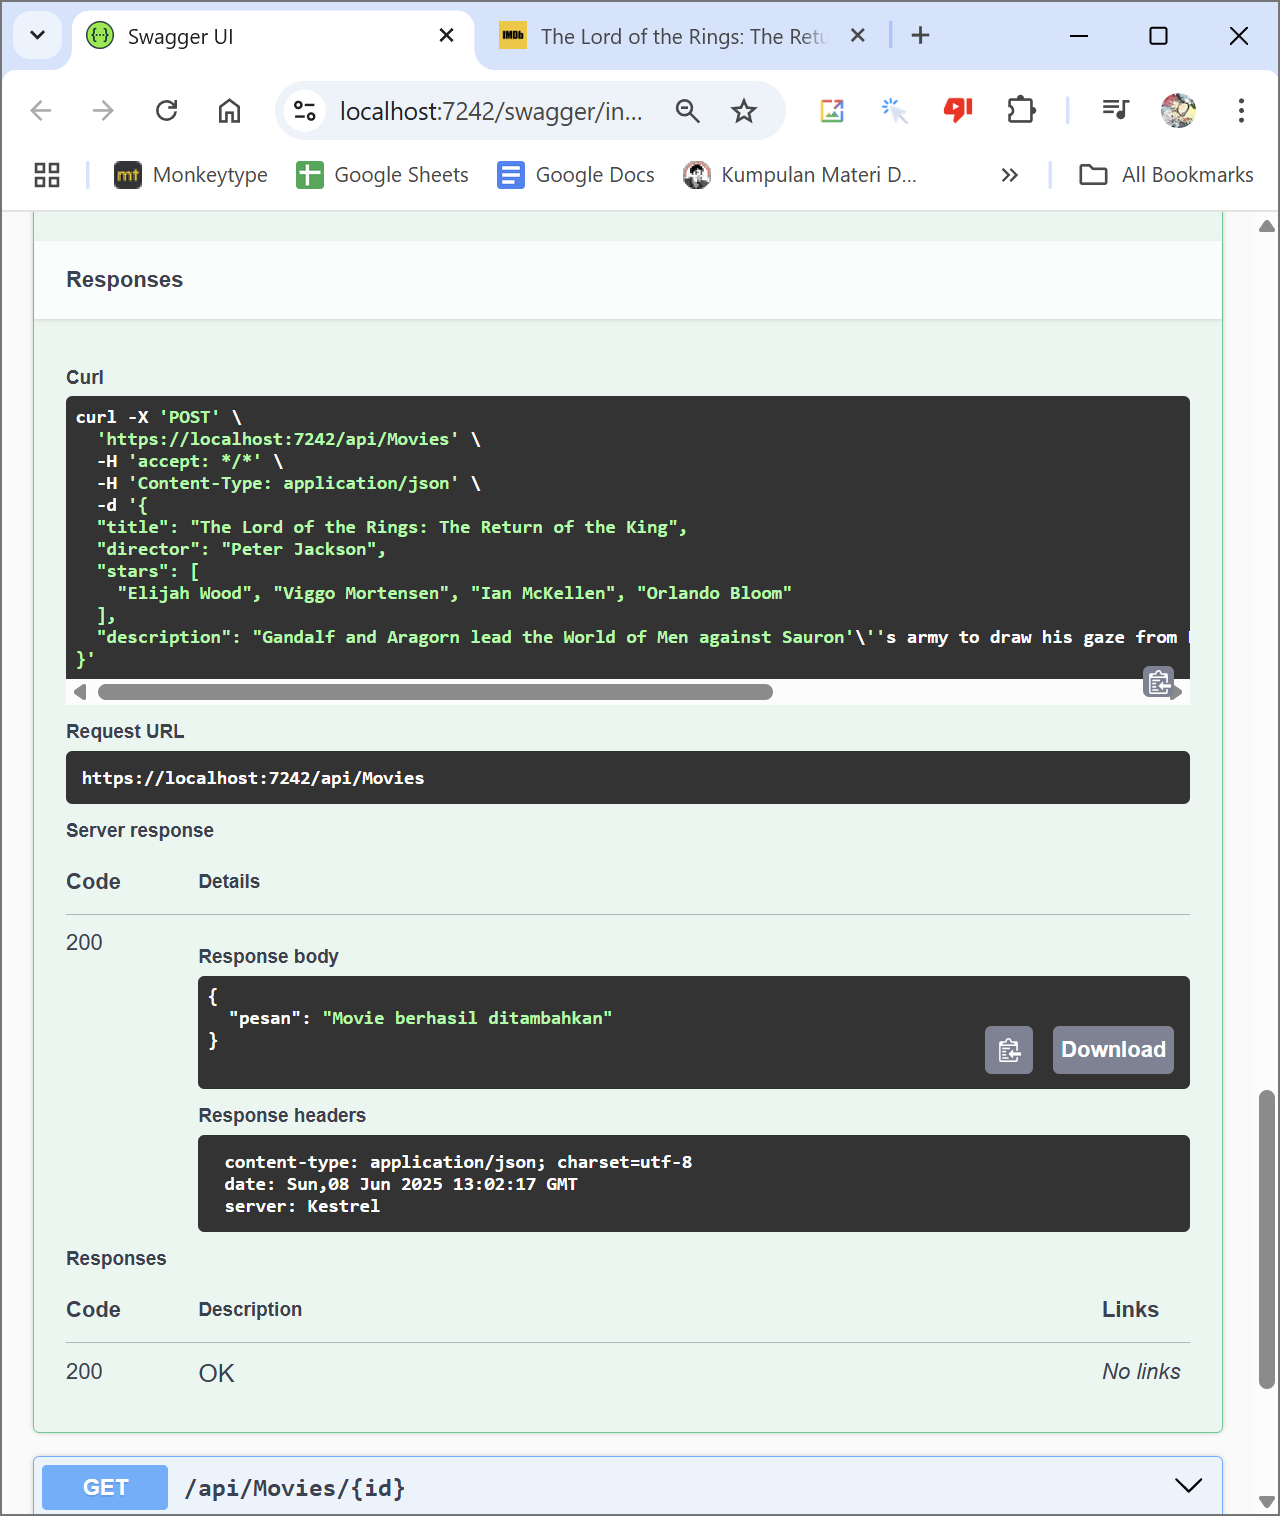 Swagger UI
IMDb
The Lord of the Rings: The Retu
localhost:7242/swagger/in...
mt Monkeytype
Google Sheets
Google Docs
Kumpulan Materi D...
All Bookmarks
Responses
Curl
curl -X 'POST' \
'https://localhost:7242/api/Movies' \
-H 'accept: */*' \
-H 'Content-Type: application/json' \
-d '{
"title": "The Lord of the Rings: The Return of the King",
"director": "Peter Jackson",
"stars": [
"Elijah Wood", "Viggo Mortensen", "Ian McKellen", "Orlando Bloom"
],
"description": "Gandalf and Aragorn lead the World of Men against Sauron'\''s army to draw his gaze from
}'
Request URL
https://localhost:7242/api/Movies
Server response
Code Details
200
Response body
{
"pesan": "Movie berhasil ditambahkan"
}
Download
Response headers
content-type: application/json; charset=utf-8
date: Sun,08 Jun 2025 13:02:17 GMT
server: Kestrel
Responses
Code Description Links
200 OK No links
GET /api/Movies/{id}